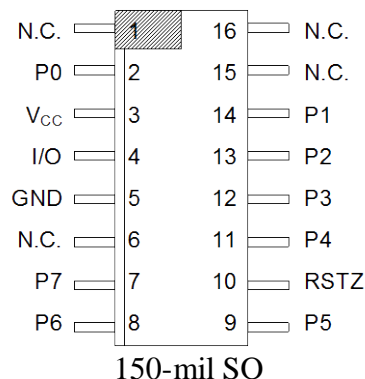 N.C. 1 16 N.C.
P0 2 15 N.C.
VCC 3 14 P1
I/O 4 13 P2
GND 5 12 P3
N.C. 6 11 P4
P7 7 10 RSTZ
P6 8 9 P5
150-mil SO